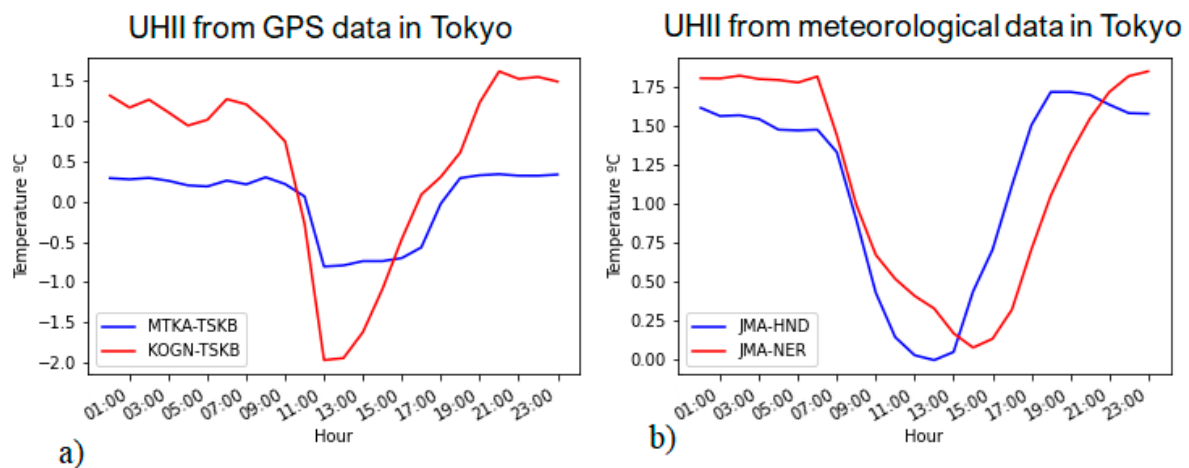 UHII from GPS data in Tokyo
1.5
1.0
0.5
0.0
−0.5
−1.0
−1.5
−2.0
Temperature ºC
MTKA-TSKB
KOGN-TSKB
01:00 03:00 05:00 07:00 09:00 11:00 13:00 15:00 17:00 19:00 21:00 23:00
Hour
a)
UHII from meteorological data in Tokyo
1.75
1.50
1.25
1.00
0.75
0.50
0.25
0.00
Temperature ºC
JMA-HND
JMA-NER
01:00 03:00 05:00 07:00 09:00 11:00 13:00 15:00 17:00 19:00 21:00 23:00
Hour
b)